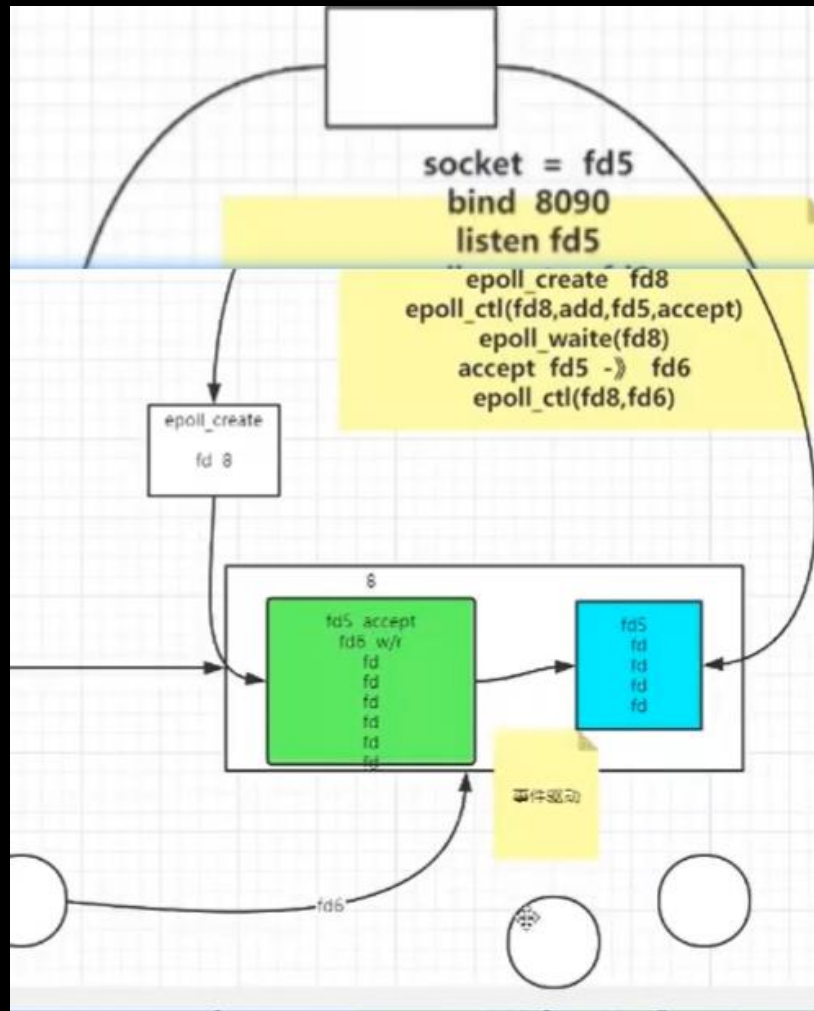 socket = fd5
bind 8090
listen fd5
epoll_create fd8
epoll_ctl(fd8,add,fd5,accept)
epoll_waite(fd8)
accept fd5 -》 fd6
epoll_ctl(fd8,fd6)
epoll_create
fd 8
8
fd5 accept
fd6 w/r
fd
fd
fd
fd
fd
fd
fd5
fd
fd
fd
fd
事件驱动
fd6